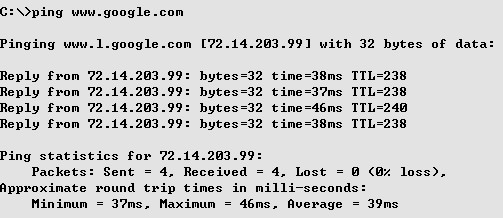 C:\>ping www.google.com
Pinging www.l.google.com [72.14.203.99] with 32 bytes of data:
Reply from 72.14.203.99: bytes=32 time=38ms TTL=238
Reply from 72.14.203.99: bytes=32 time=37ms TTL=238
Reply from 72.14.203.99: bytes=32 time=46ms TTL=240
Reply from 72.14.203.99: bytes=32 time=38ms TTL=238
Ping statistics for 72.14.203.99:
    Packets: Sent = 4, Received = 4, Lost = 0 (0% loss),
Approximate round trip times in milli-seconds:
    Minimum = 37ms, Maximum = 46ms, Average = 39ms